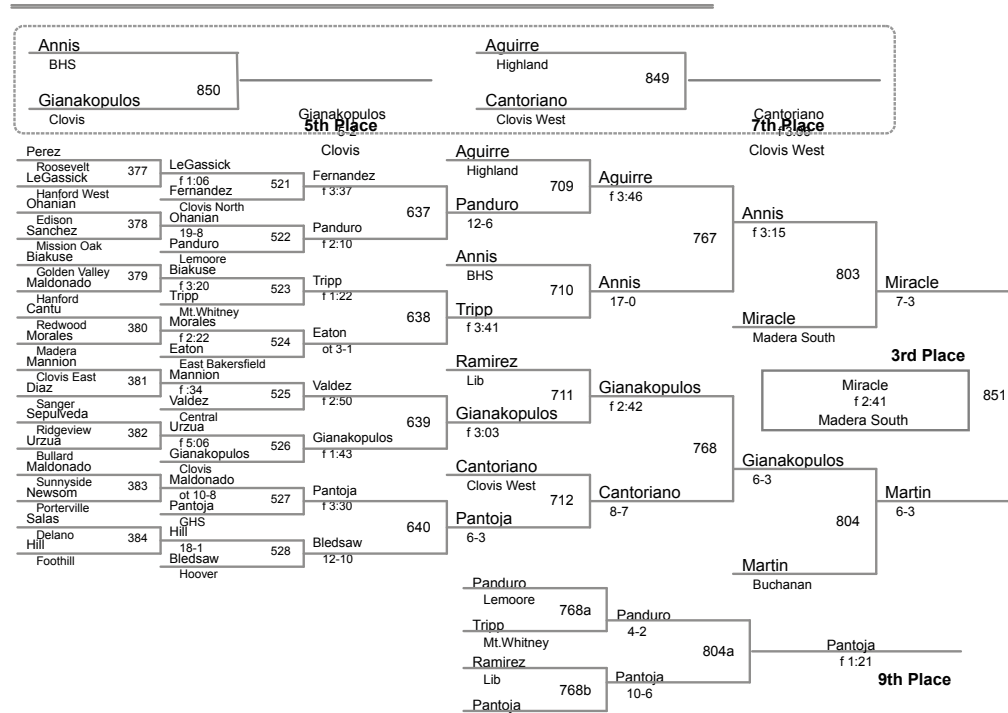 Annis
BHS
850
Gianakopulos
Clovis
Gianakopulos
5th Place
Clovis
Aguirre
Highland
849
Cantoriano
Clovis West
Cantoriano
7th Place
Clovis West
Perez
Roosevelt
377
LeGassick
Hanford West
Ohanian
Edison
378
Sanchez
Mission Oak
Biakuse
Golden Valley
379
Maldonado
Hanford
Cantu
Redwood
380
Morales
Madera
Mannion
Clovis East
381
Diaz
Sanger
Sepulveda
Ridgeview
382
Urzua
Bullard
Maldonado
Sunnyside
383
Newsom
Porterville
Salas
Delano
384
Hill
Foothill
LeGassick
f 1:06
521
Fernandez
Clovis North
Ohanian
19-8
522
Panduro
Lemoore
Biakuse
f 3:20
523
Tripp
Mt.Whitney
Morales
f 2:22
524
Eaton
East Bakersfield
Mannion
f :34
525
Valdez
Central
Urzua
f 5:06
526
Gianakopulos
Clovis
Maldonado
ot 10-8
527
Pantoja
GHS
Hill
18-1
528
Bledsaw
Hoover
Fernandez
f 3:37
637
Panduro
f 2:10
Tripp
f 1:22
638
Eaton
ot 3-1
Valdez
f 2:50
639
Gianakopulos
f 1:43
Pantoja
f 3:30
640
Bledsaw
12-10
Aguirre
Highland
709
Panduro
12-6
Annis
BHS
710
Tripp
f 3:41
Ramirez
Lib
711
Gianakopulos
f 3:03
Cantoriano
Clovis West
712
Pantoja
6-3
Aguirre
f 3:46
767
Annis
17-0
Gianakopulos
f 2:42
768
Cantoriano
8-7
Annis
f 3:15
803
Miracle
Madera South
Gianakopulos
6-3
804
Martin
Buchanan
Miracle
7-3
3rd Place
Miracle
f 2:41
Madera South
851
Martin
6-3
Panduro
Lemoore
768a
Tripp
Mt.Whitney
Ramirez
Lib
768b
Pantoja
Panduro
4-2
804a
Pantoja
10-6
Pantoja
f 1:21
9th Place